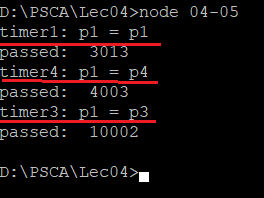 D:\PSCA\Lec04>node 04-05
timer1: p1 = p1
passed:  3013
timer4: p1 = p4
passed:  4003
timer3: p1 = p3
passed:  10002
D:\PSCA\Lec04>